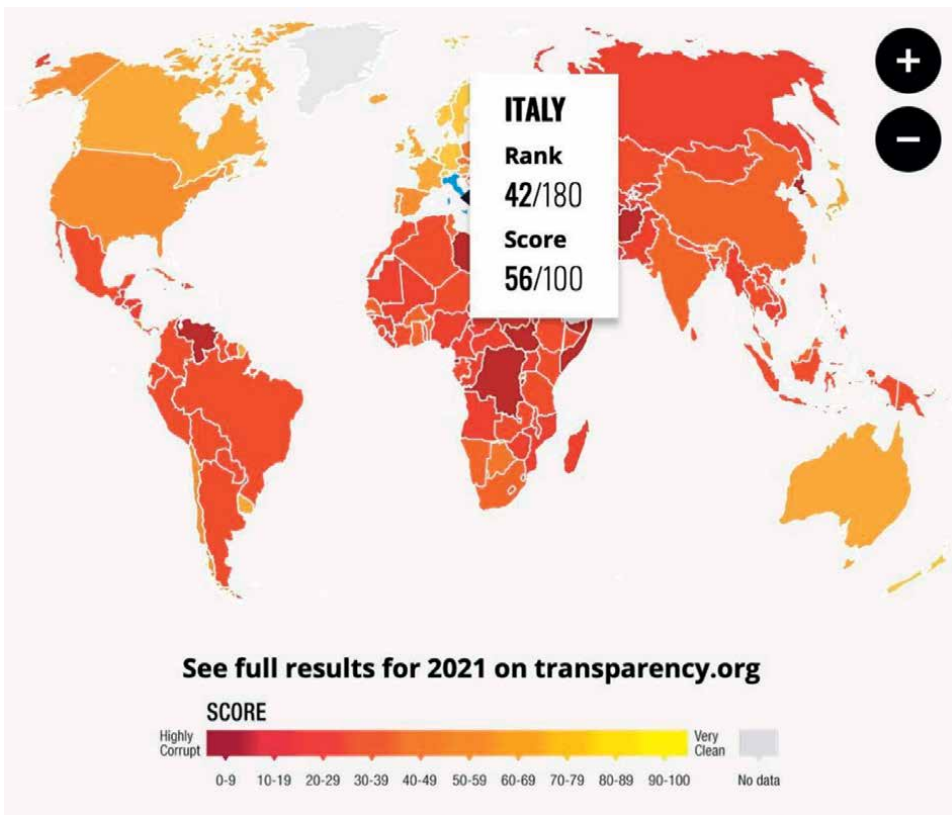 +
−
ITALY
Rank
42/180
Score
56/100
See full results for 2021 on transparency.org
SCORE
Highly
Corrupt
Very
Clean
0-9 10-19 20-29 30-39 40-49 50-59 60-69 70-79 80-89 90-100 No data